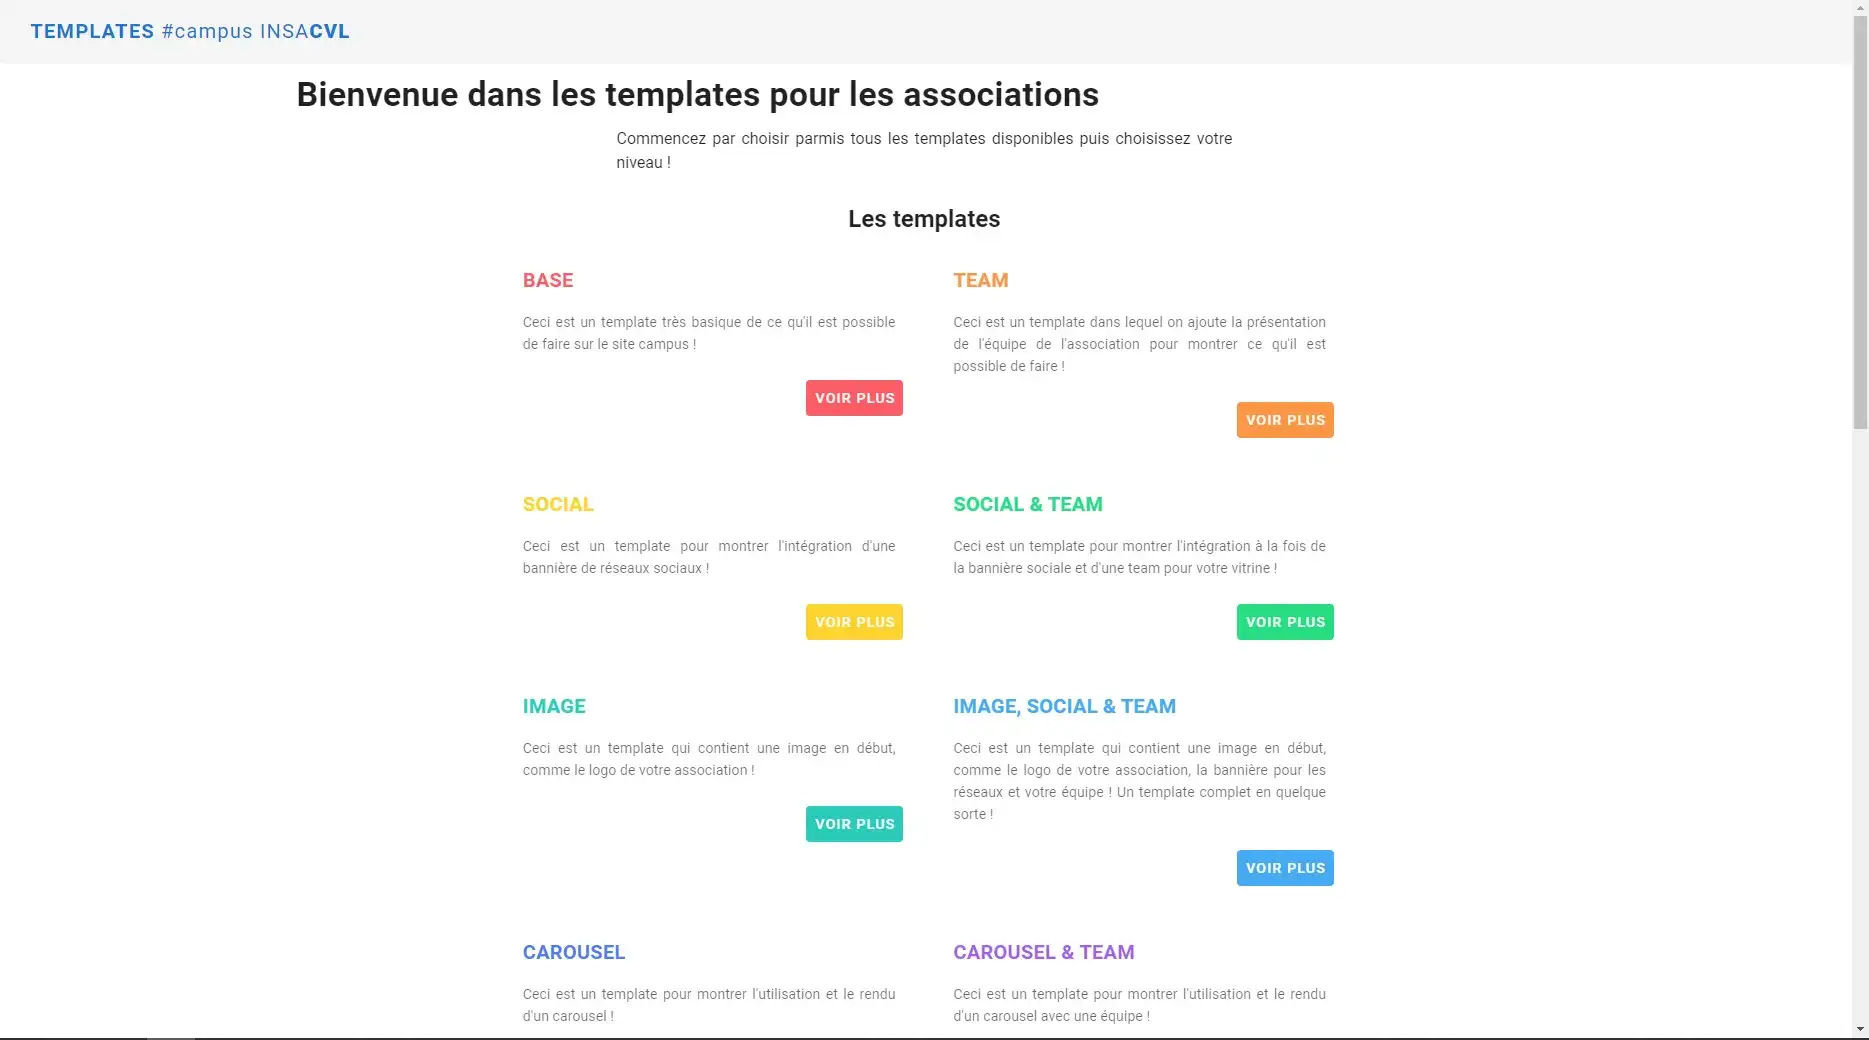 TEMPLATES #campus INSACVL
Bienvenue dans les templates pour les associations
Commencez par choisir parmis tous les templates disponibles puis choisissez votre
niveau !
Les templates
BASE
Ceci est un template très basique de ce qu'il est possible
de faire sur le site campus !
VOIR PLUS
TEAM
Ceci est un template dans lequel on ajoute la présentation
de l'équipe de l'association pour montrer ce qu'il est
possible de faire !
VOIR PLUS
SOCIAL
Ceci est un template pour montrer l'intégration d'une
bannière de réseaux sociaux !
VOIR PLUS
SOCIAL & TEAM
Ceci est un template pour montrer l'intégration à la fois de
la bannière sociale et d'une team pour votre vitrine !
VOIR PLUS
IMAGE
Ceci est un template qui contient une image en début,
comme le logo de votre association !
VOIR PLUS
IMAGE, SOCIAL & TEAM
Ceci est un template qui contient une image en début,
comme le logo de votre association, la bannière pour les
réseaux et votre équipe ! Un template complet en quelque
sorte !
VOIR PLUS
CAROUSEL
Ceci est un template pour montrer l'utilisation et le rendu
d'un carousel !
CAROUSEL & TEAM
Ceci est un template pour montrer l'utilisation et le rendu
d'un carousel avec une équipe !